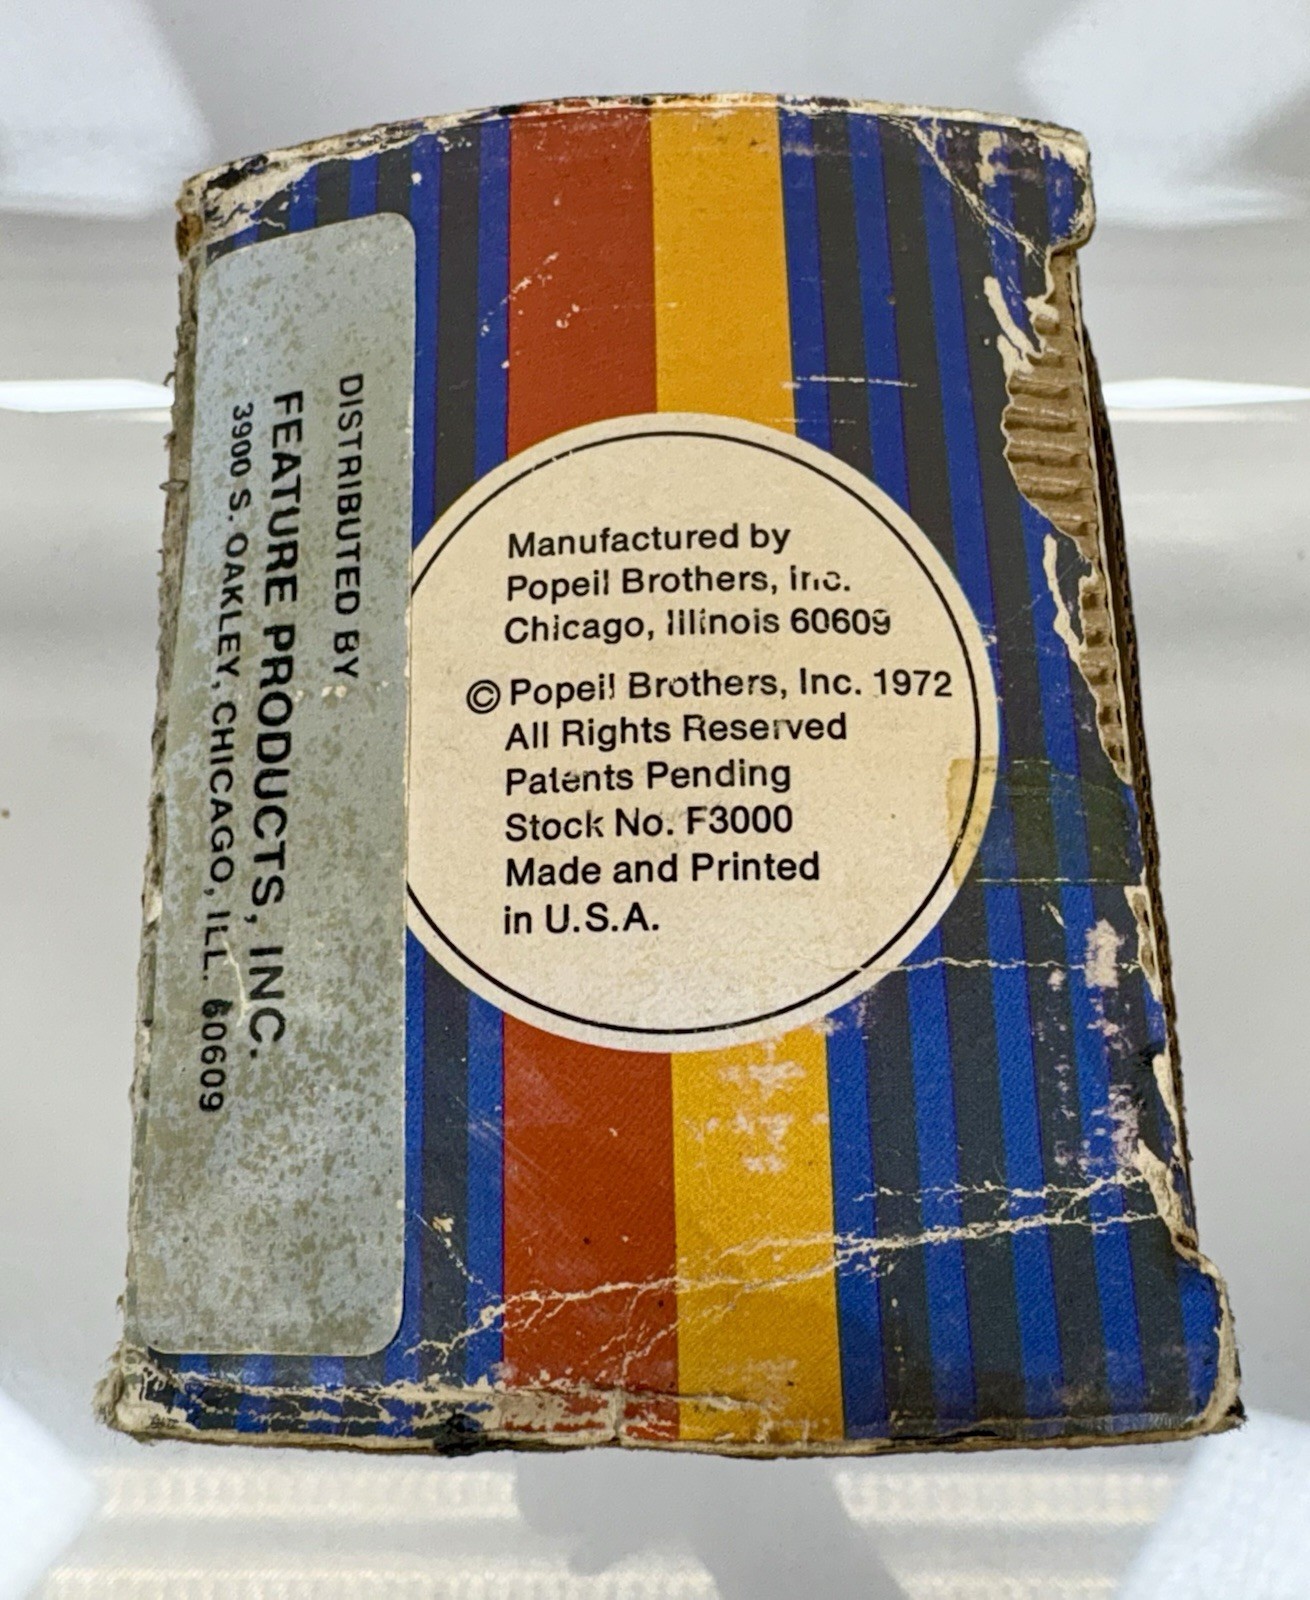 DISTRIBUTED BY
FEATURE PRODUCTS, INC.
3900 S. OAKLEY, CHICAGO, ILL. 60609
Manufactured by
Popeil Brothers, Inc.
Chicago, Illinois 60609
© Popeil Brothers, Inc. 1972
All Rights Reserved
Patents Pending
Stock No. F3000
Made and Printed
in U.S.A.